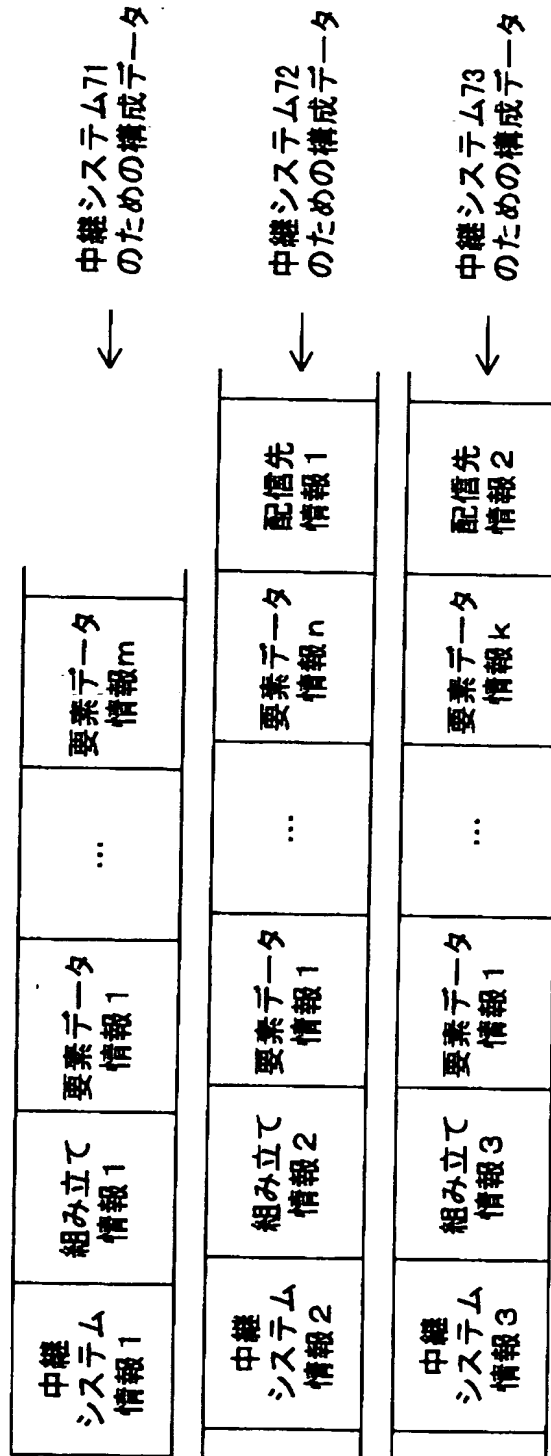 中継
システム
情報1
組み立て
情報1
要素データ
情報1
...
要素データ
情報m
中継システム71
のための構成データ
中継
システム
情報2
組み立て
情報2
要素データ
情報1
...
要素データ
情報n
配信先
情報1
中継システム72
のための構成データ
中継
システム
情報3
組み立て
情報3
要素データ
情報1
...
要素データ
情報k
配信先
情報2
中継システム73
のための構成データ